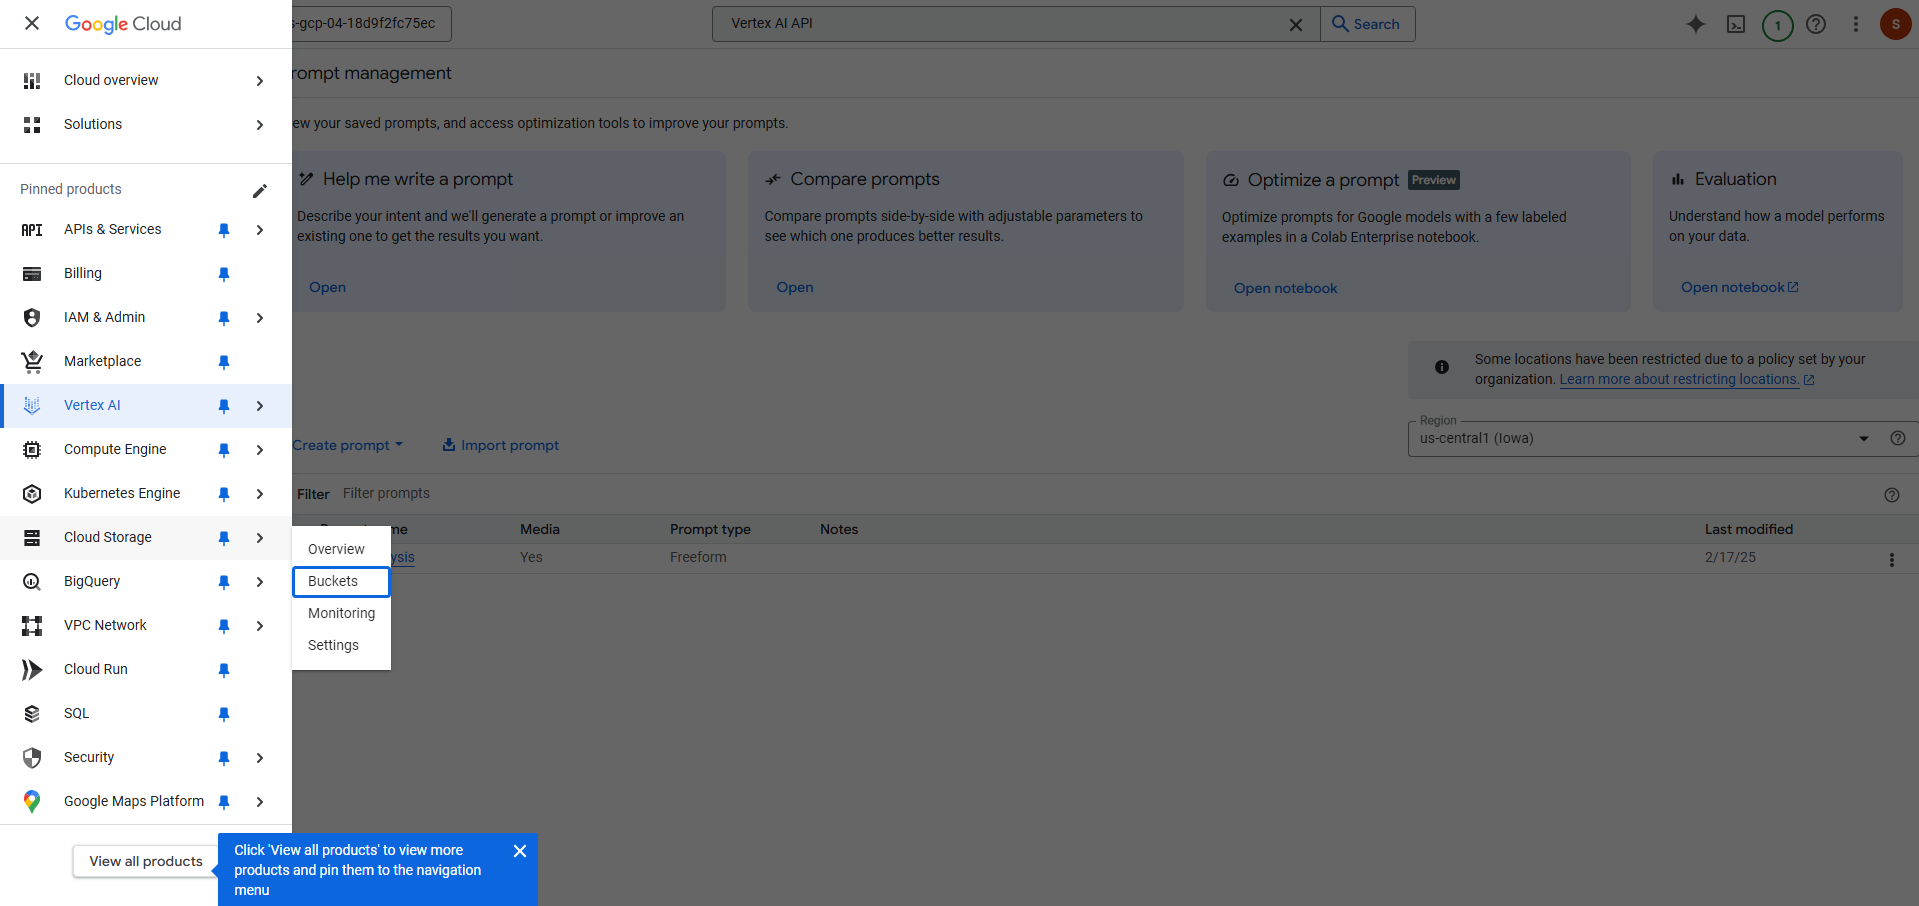 Google Cloud
s-gcp-04-18d9f2fc75ec
Vertex AI API
Search
1
S
Cloud overview
Solutions
Pinned products
APIs & Services
Billing
IAM & Admin
Marketplace
Vertex AI
Compute Engine
Kubernetes Engine
Cloud Storage
BigQuery
VPC Network
Cloud Run
SQL
Security
Google Maps Platform
View all products
Click 'View all products' to view more
products and pin them to the navigation
menu
Overview
Buckets
Monitoring
Settings
rompt management
ew your saved prompts, and access optimization tools to improve your prompts.
Help me write a prompt
Describe your intent and we'll generate a prompt or improve an
existing one to get the results you want.
Open
Compare prompts
Compare prompts side-by-side with adjustable parameters to
see which one produces better results.
Open
Optimize a prompt Preview
Optimize prompts for Google models with a few labeled
examples in a Colab Enterprise notebook.
Open notebook
Evaluation
Understand how a model performs
on your data.
Open notebook
Some locations have been restricted due to a policy set by your
organization. Learn more about restricting locations.
Create prompt
Import prompt
Region
us-central1 (Iowa)
Filter Filter prompts
me Media Prompt type Notes Last modified
ysis Yes Freeform 2/17/25